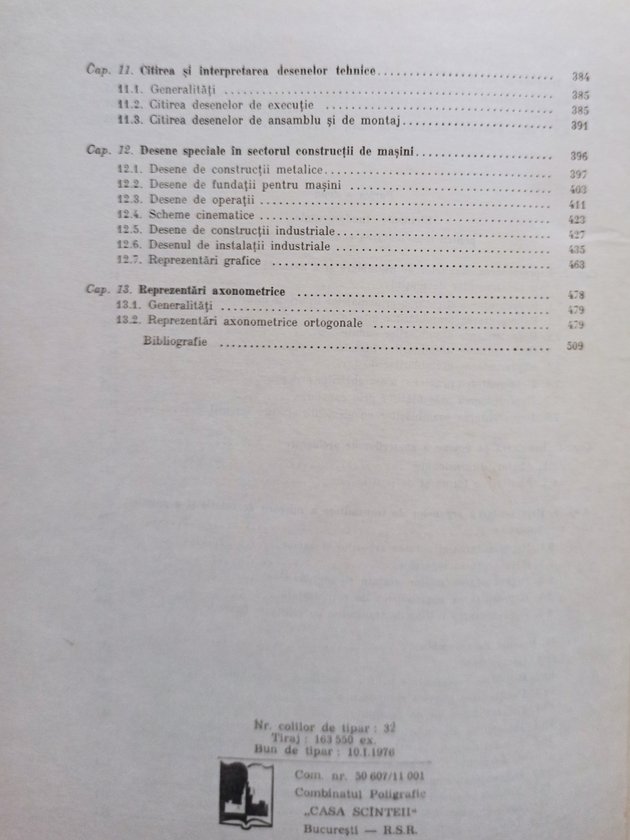 Cap. 11. Citirea și interpretarea desenelor tehnice 384
11.1. Generalități 385
11.2. Citirea desenelor de execuție 385
11.3. Citirea desenelor de ansamblu și de montaj 391
Cap. 12. Desene speciale în sectorul construcții de mașini 396
12.1. Desene de construcții metalice 397
12.2. Desene de fundații pentru mașini 403
12.3. Desene de operații 411
12.4. Scheme cinematice 423
12.5. Desene de construcții industriale 427
12.6. Desenul de instalații industriale 435
12.7. Reprezentări grafice 463
Cap. 13. Reprezentări axonometrice 478
13.1. Generalități 479
13.2. Reprezentări axonometrice ortogonale 479
Bibliografie 509
Nr. colilor de tipar : 32
Tiraj : 163 550 ex.
Bun de tipar : 10.I.1976
Com. nr. 50 607/11 001
Combinatul Poligrafic
„CASA SCÎNTEII"
București — R.S.R.